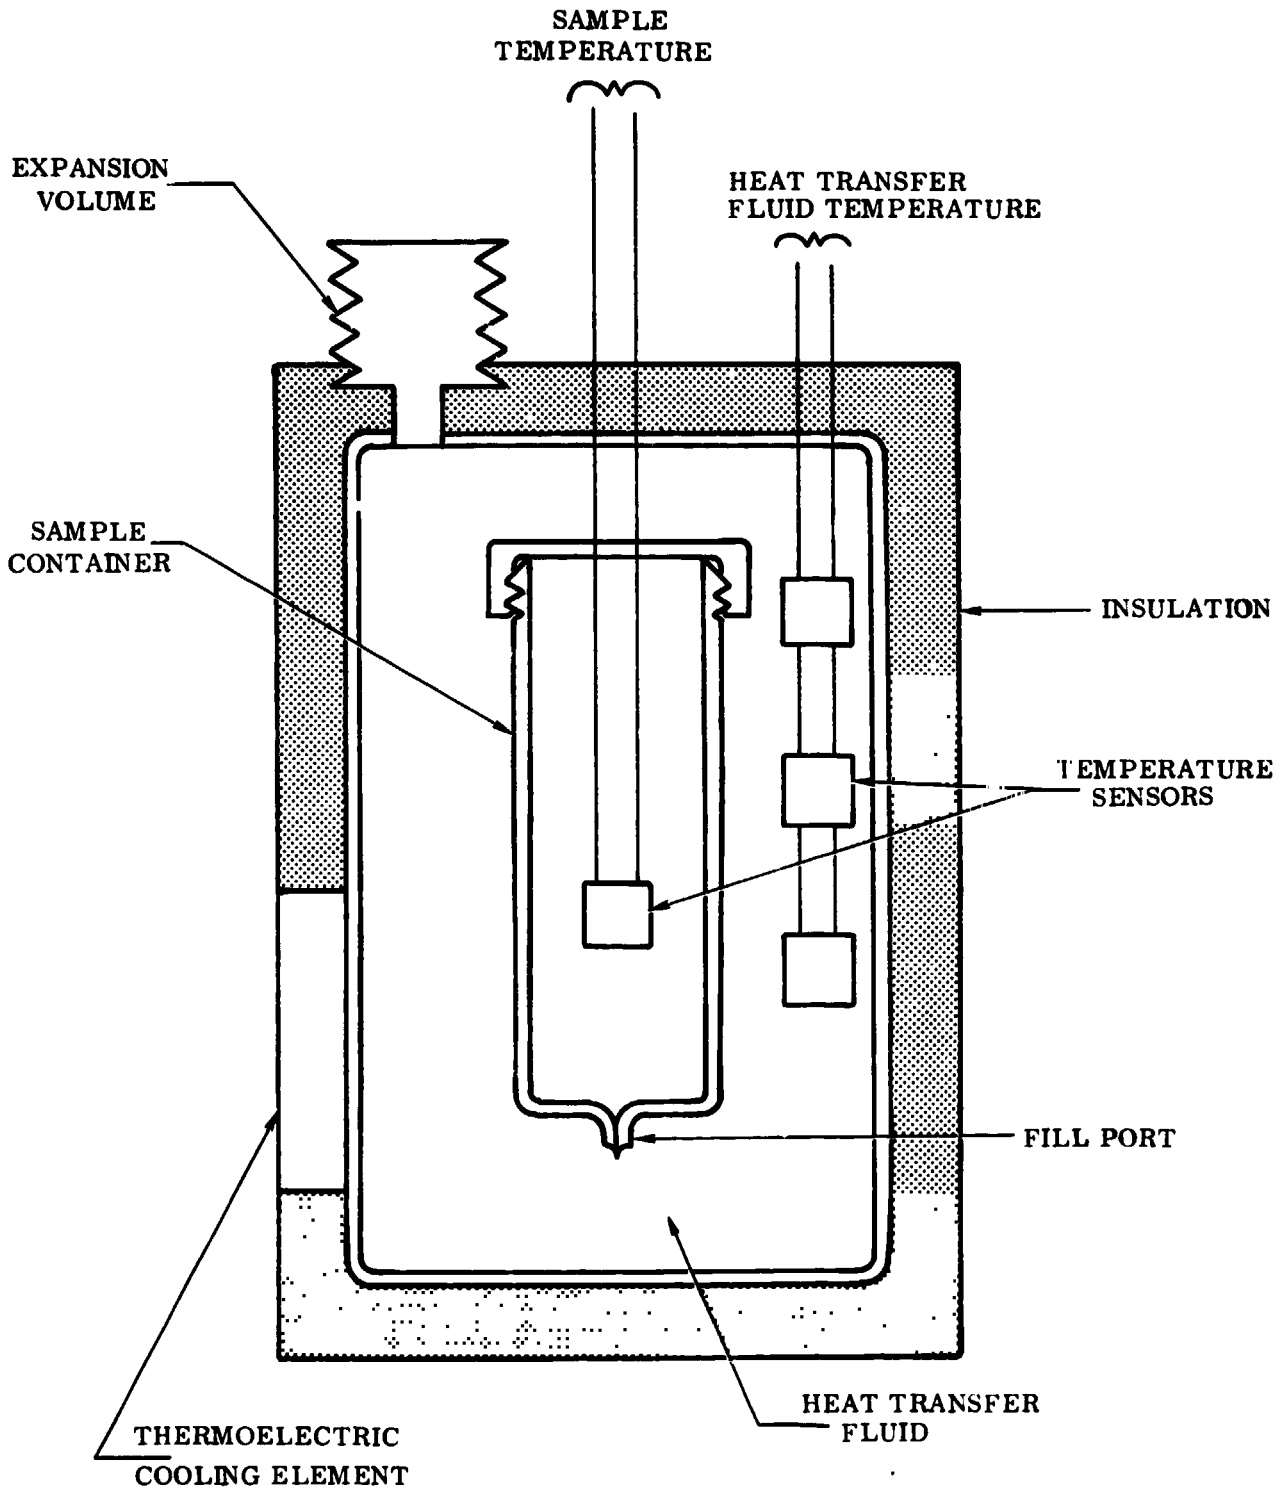 SAMPLE
TEMPERATURE
EXPANSION
VOLUME
HEAT TRANSFER
FLUID TEMPERATURE
SAMPLE
CONTAINER
INSULATION
TEMPERATURE
SENSORS
FILL PORT
HEAT TRANSFER
FLUID
THERMOELECTRIC
COOLING ELEMENT